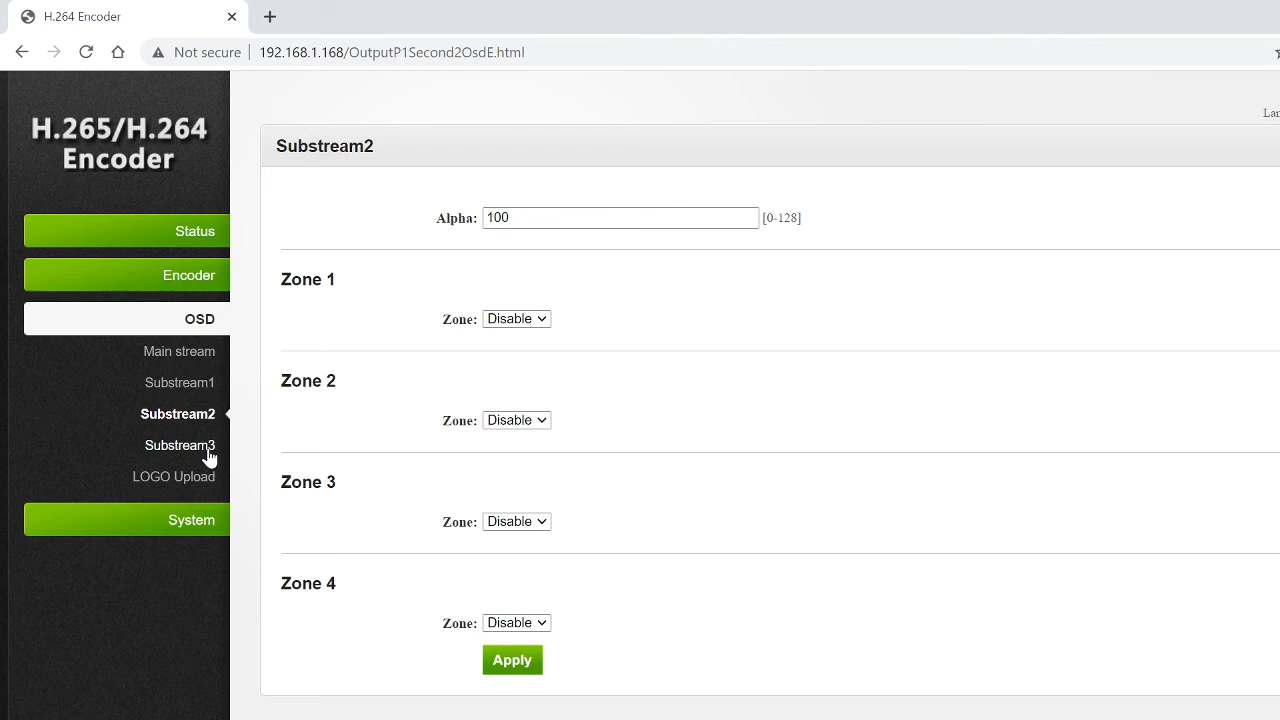 H.264 Encoder
Not secure
192.168.1.168/OutputP1Second2OsdE.html
H.265/H.264
Encoder
Status
Encoder
OSD
Main stream
Substream1
Substream2
Substream3
LOGO Upload
System
Substream2
Alpha: 100 [0-128]
Zone 1
Zone: Disable
Zone 2
Zone: Disable
Zone 3
Zone: Disable
Zone 4
Zone: Disable
Apply